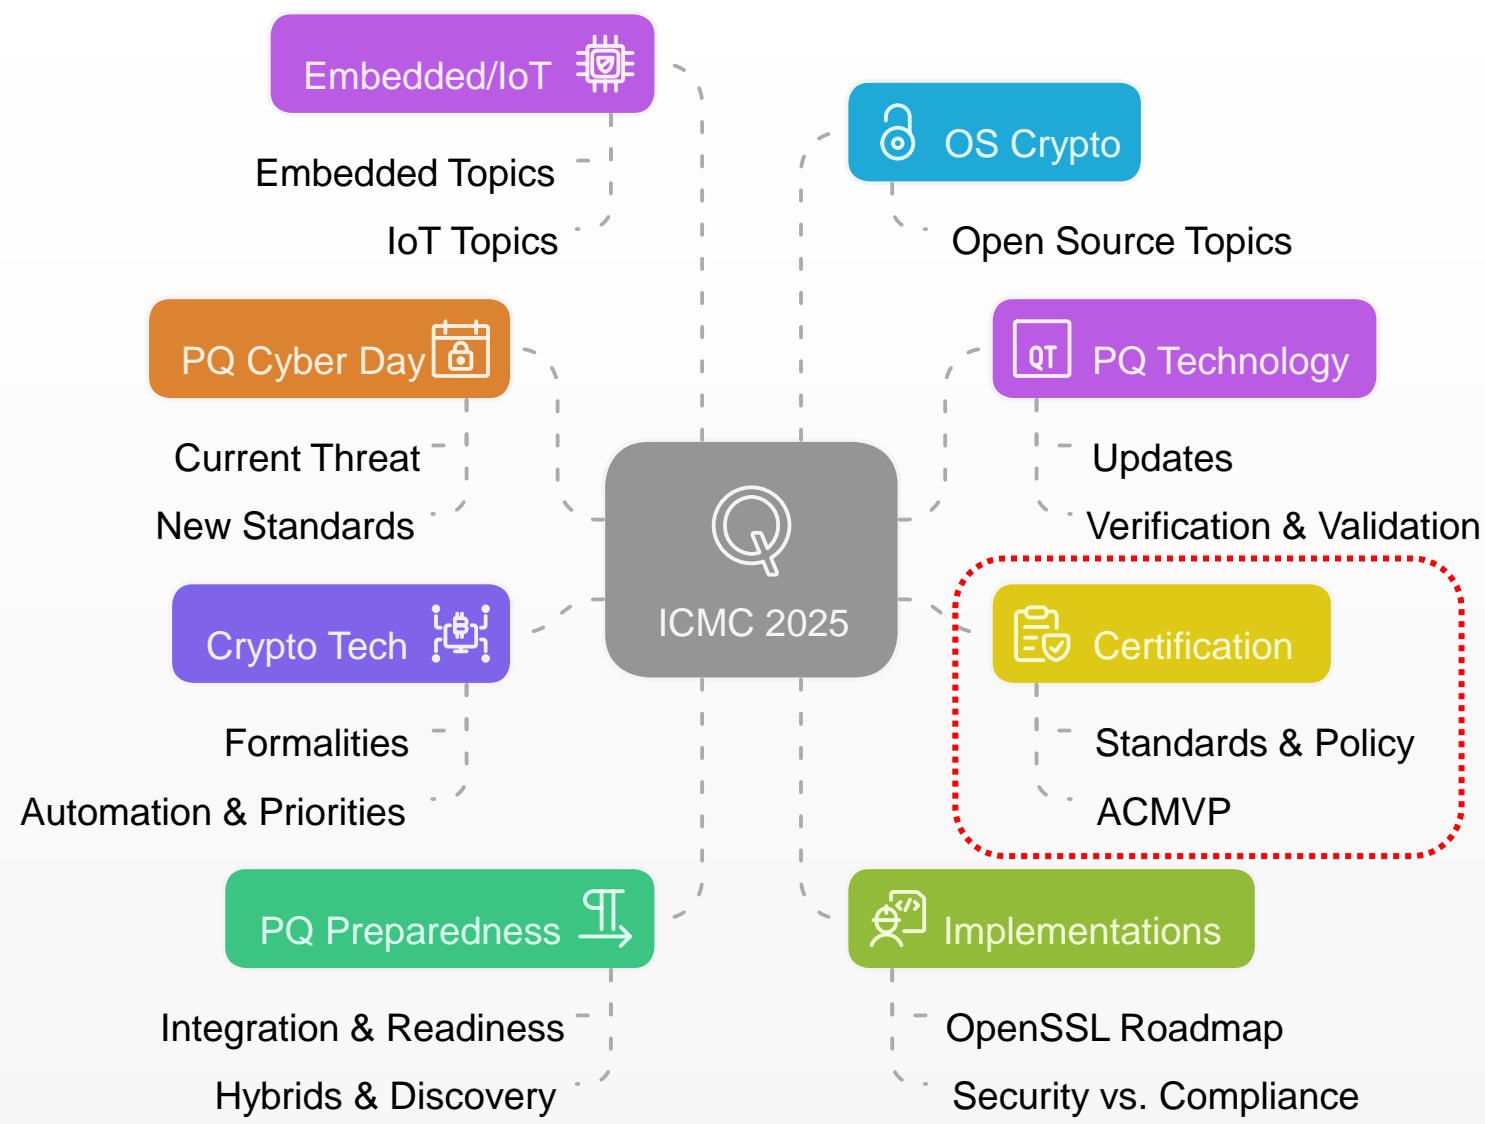 Embedded/IoT
Embedded Topics
IoT Topics
OS Crypto
Open Source Topics
PQ Cyber Day
Current Threat
New Standards
QT
PQ Technology
Updates
Verification & Validation
Q
ICMC 2025
Crypto Tech
Formalities
Automation & Priorities
Certification
Standards & Policy
ACMVP
PQ Preparedness
Integration & Readiness
Hybrids & Discovery
Implementations
OpenSSL Roadmap
Security vs. Compliance